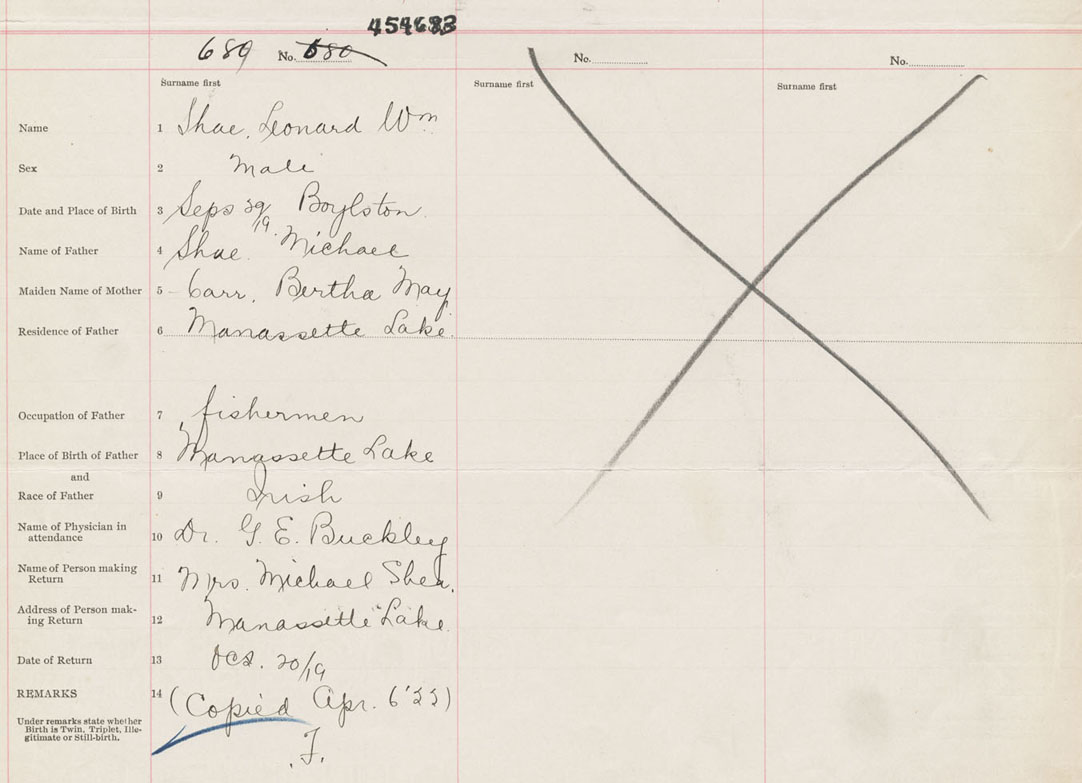 454683
689 No. 680 No. No.
Surname first Surname first Surname first
Name 1 Shae, Leonard Wm
Sex 2 Male
Date and Place of Birth 3 Boylston
19.
Name of Father 4 Shae. Michael
Maiden Name of Mother 5 - Carr, Bertha May
Residence of Father 6 Manassette Lake.
Occupation of Father 7 fishermen
Place of Birth of Father 8 Manassette Lake
and
Race of Father 9 Irish
Name of Physician in
attendance 10 Dr. G. E. Buckley
Name of Person making
Return 11 Mrs. Michael Shea.
Address of Person mak-
ing Return 12 Manassette Lake.
Date of Return 13 Oct. 20/19
REMARKS 14 (Copied Apr. 6'22)
Under remarks state whether
Birth is Twin, Triplet, Ille-
gitimate or Still-birth.